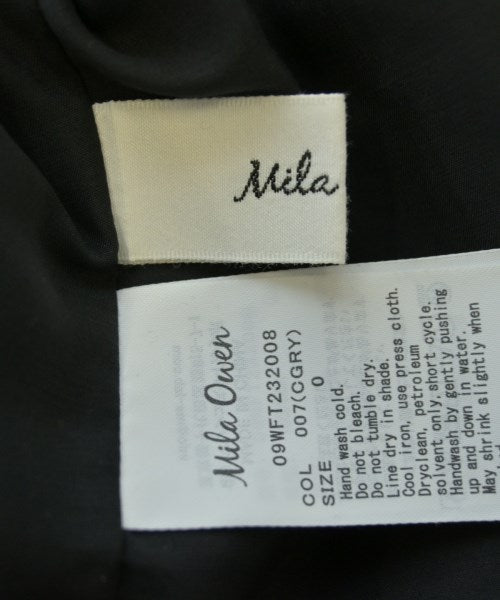 Mila
Mila Owen
09WFT232008
COL 007(CGRY)
SIZE 0
Hand wash cold.
Do not bleach.
Do not tumble dry.
Line dry in shade.
Cool iron, use press cloth.
Dryclean, petroleum
solvent only,short cycle.
Handwash by gently pushing
up and down in water.
May shrink slightly when